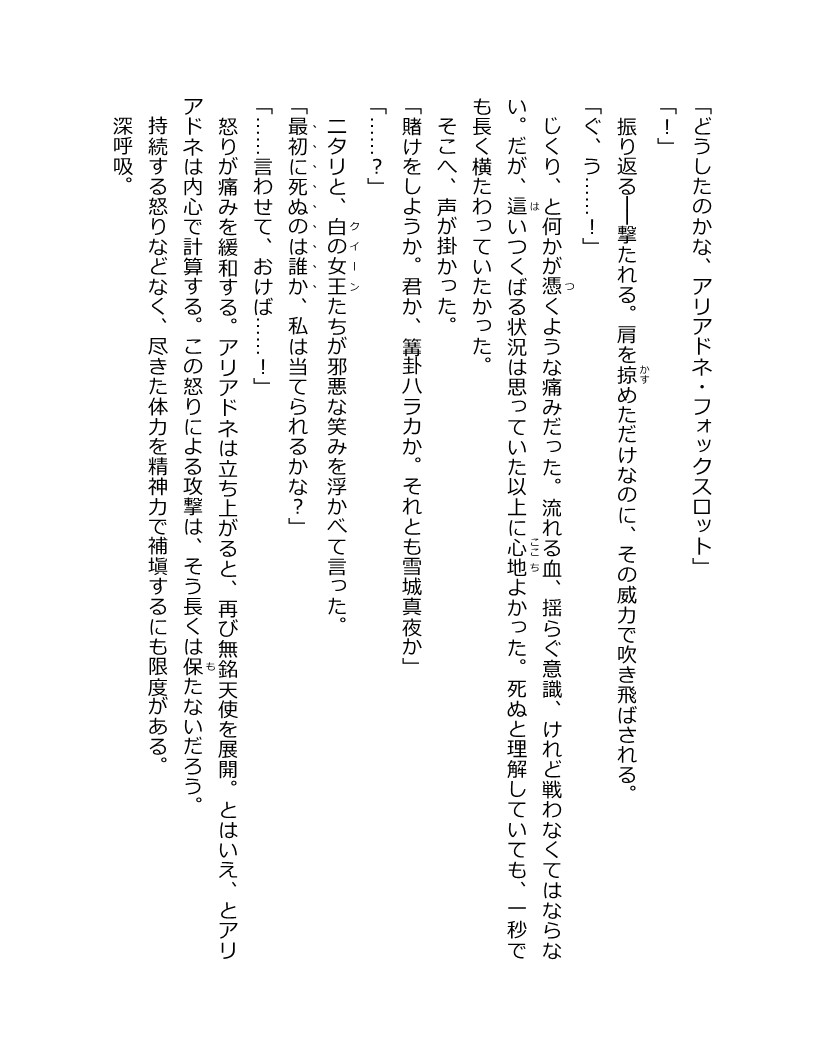 「どうしたのかな、アリアドネ・フォックスロット」
「！」
振り返る──撃たれる。肩を掠めただけなのに、その威力で吹き飛ばされる。
「ぐ、う……！」
じくり、と何かが憑くような痛みだった。流れる血、揺らぐ意識、けれど戦わなくてはならな
い。だが、這いつくばる状況は思っていた以上に心地よかった。死ぬと理解していても、一秒で
も長く横たわっていたかった。
そこへ、声が掛かった。
「賭けをしようか。君か、篝卦ハラカか。それとも雪城真夜か」
「……？」
ニタリと、白の女王たちが邪悪な笑みを浮かべて言った。
「最初に死ぬのは誰か、私は当てられるかな？」
「……言わせて、おけば……！」
怒りが痛みを緩和する。アリアドネは立ち上がると、再び無銘天使を展開。とはいえ、とアリ
アドネは内心で計算する。この怒りによる攻撃は、そう長くは保たないだろう。
持続する怒りなどなく、尽きた体力を精神力で補塡するにも限度がある。
深呼吸。